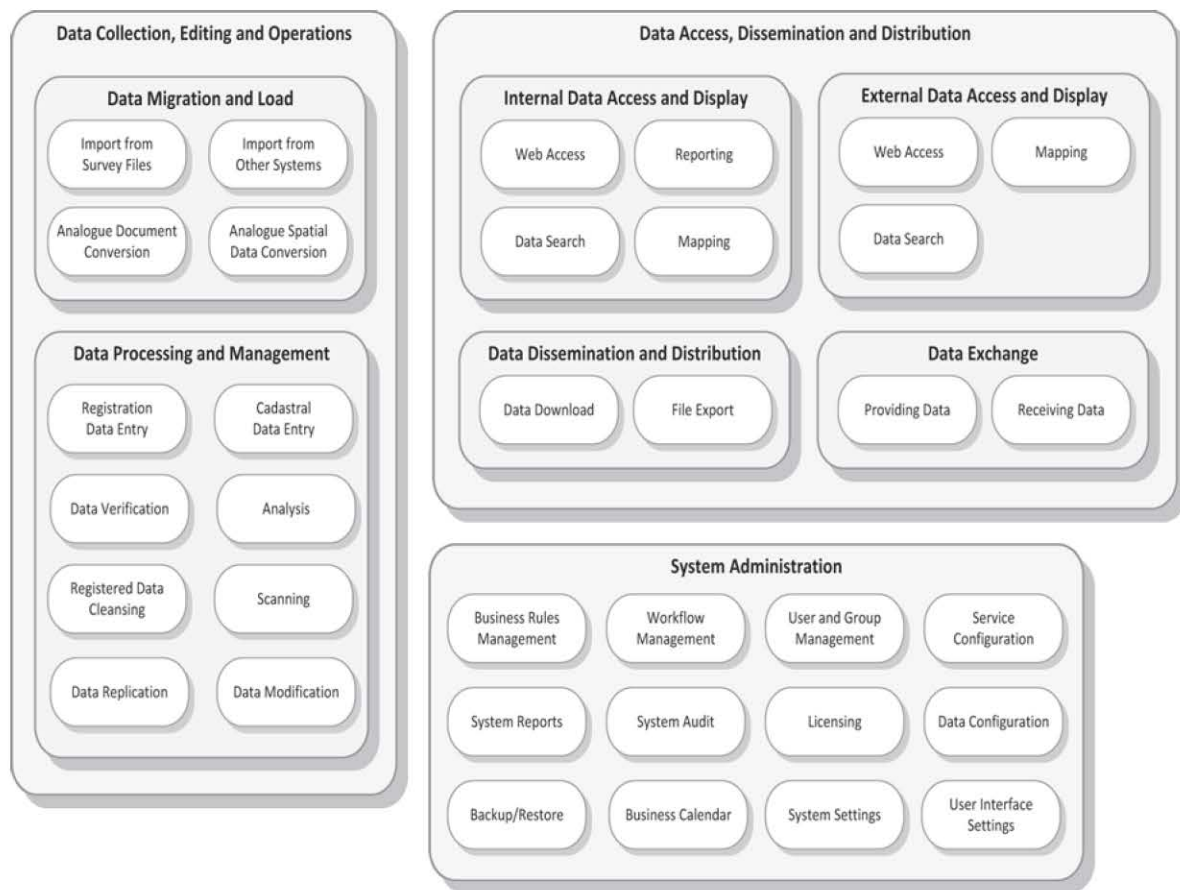 Data Collection, Editing and Operations
Data Migration and Load
Import from
Survey Files
Import from
Other Systems
Analogue Document
Conversion
Analogue Spatial
Data Conversion
Data Processing and Management
Registration
Data Entry
Cadastral
Data Entry
Data Verification
Analysis
Registered Data
Cleansing
Scanning
Data Replication
Data Modification
Data Access, Dissemination and Distribution
Internal Data Access and Display
Web Access
Reporting
Data Search
Mapping
External Data Access and Display
Web Access
Mapping
Data Search
Data Dissemination and Distribution
Data Download
File Export
Data Exchange
Providing Data
Receiving Data
System Administration
Business Rules
Management
Workflow
Management
User and Group
Management
Service
Configuration
System Reports
System Audit
Licensing
Data Configuration
Backup/Restore
Business Calendar
System Settings
User Interface
Settings